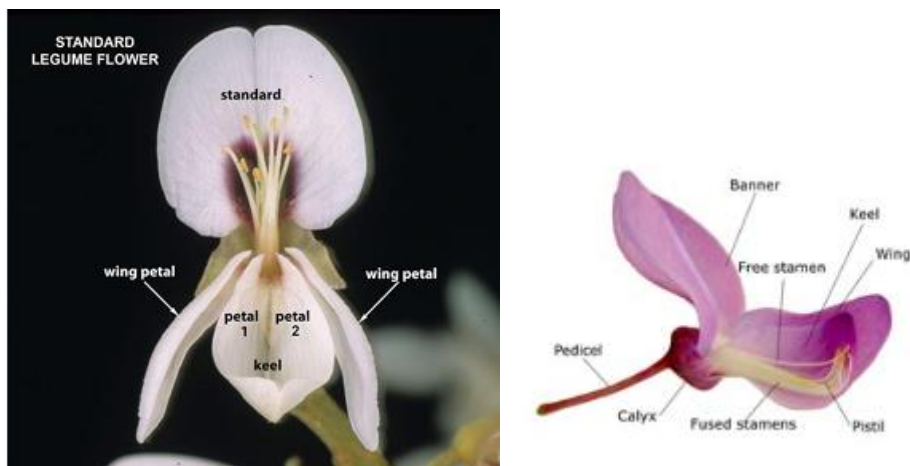 STANDARD
LEGUME FLOWER
standard
wing petal
wing petal
petal
1
petal
2
keel
Banner
Keel
Wing
Free stamen
Pedicel
Calyx
Fused stamens
Pistil